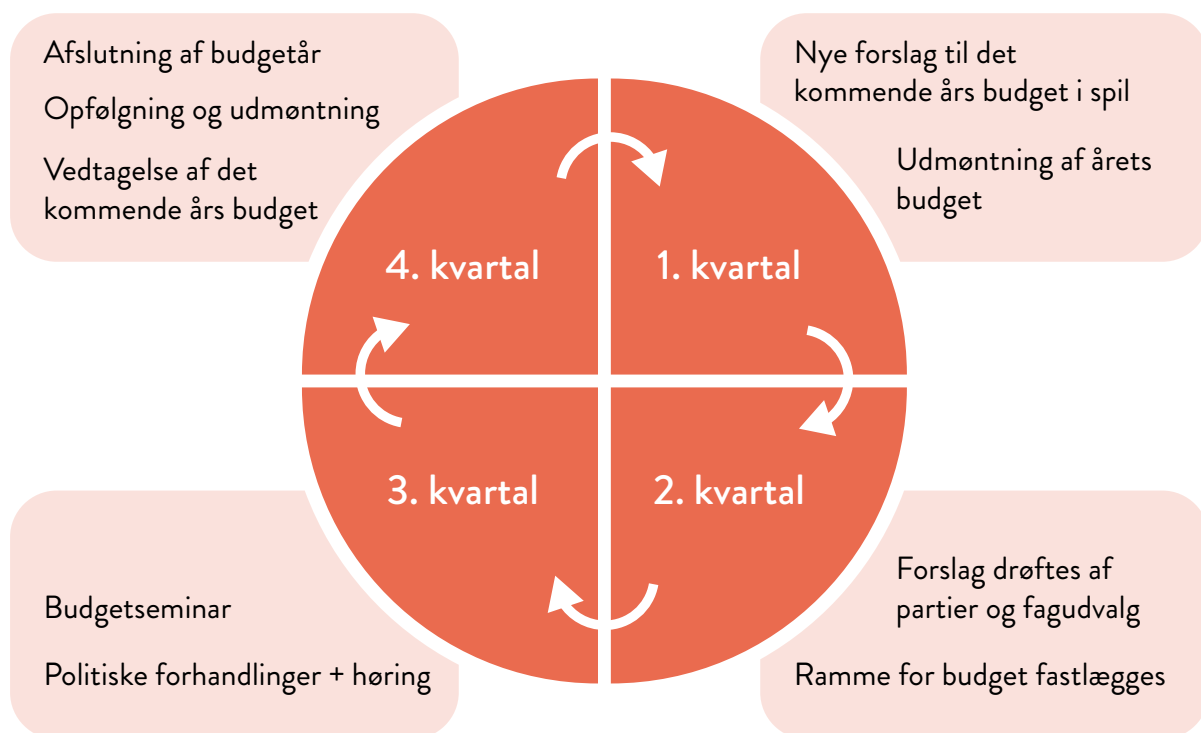 Afslutning af budgetår
Opfølgning og udmøntning
Vedtagelse af det
kommende års budget
Nye forslag til det
kommende års budget i spil
Udmøntning af årets
budget
4. kvartal
1. kvartal
3. kvartal
2. kvartal
Budgetseminar
Politiske forhandlinger + høring
Forslag drøftes af
partier og fagudvalg
Ramme for budget fastlægges